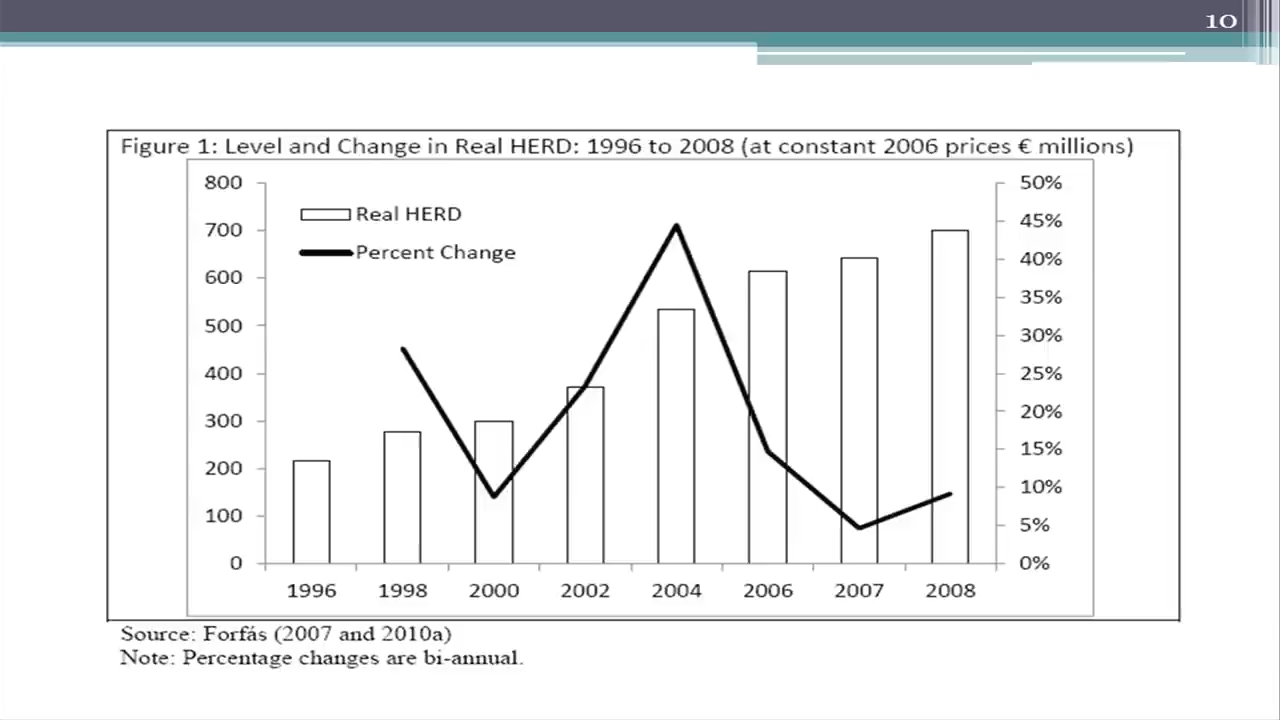 10
Figure 1: Level and Change in Real HERD: 1996 to 2008 (at constant 2006 prices € millions)
800 50%
Real HERD 45%
700
Percent Change 40%
600
35%
500
30%
400 25%
300 20%
15%
200
10%
100
5%
0 0%
1996 1998 2000 2002 2004 2006 2007 2008
Source: Forfás (2007 and 2010a)
Note: Percentage changes are bi-annual.